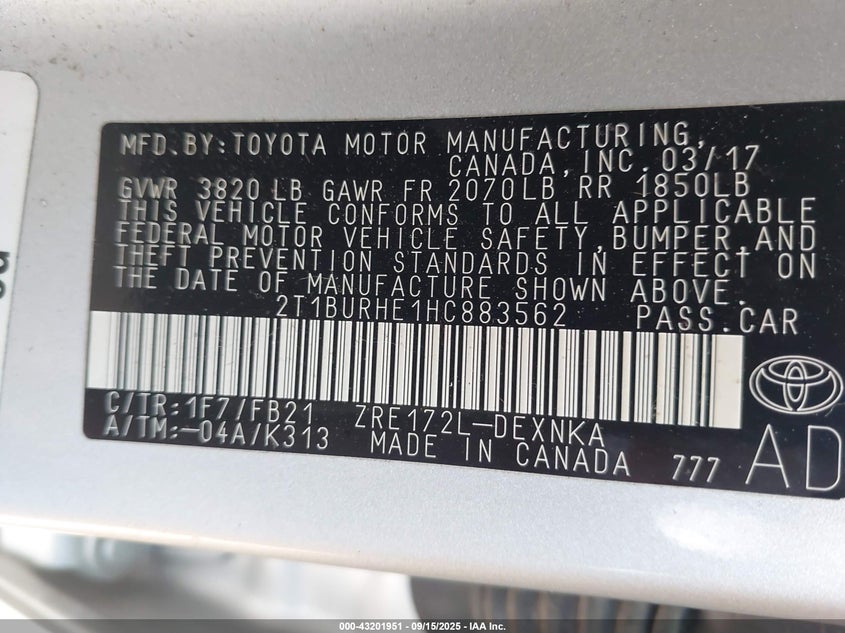 MFD.BY:TOYOTA MOTOR MANUFACTURING,
CANADA,INC.03/17
GVWR 3820LB GAWR FR 2070LB RR 1850LB
THIS VEHICLE CONFORMS TO ALL APPLICABLE
FEDERAL MOTOR VEHICLE SAFETY,BUMPER,AND
THEFT PREVENTION STANDARDS IN EFFECT ON
THE DATE OF MANUFACTURE SHOWN ABOVE.
2T1BURHE1HC883562 PASS.CAR
C/TR:1F7/FB21 ZRE172L-DEXNKA
A/TM:-04A/K313 MADE IN CANADA 777 AD
000-43201951 - 09/15/2025 - IAA Inc.